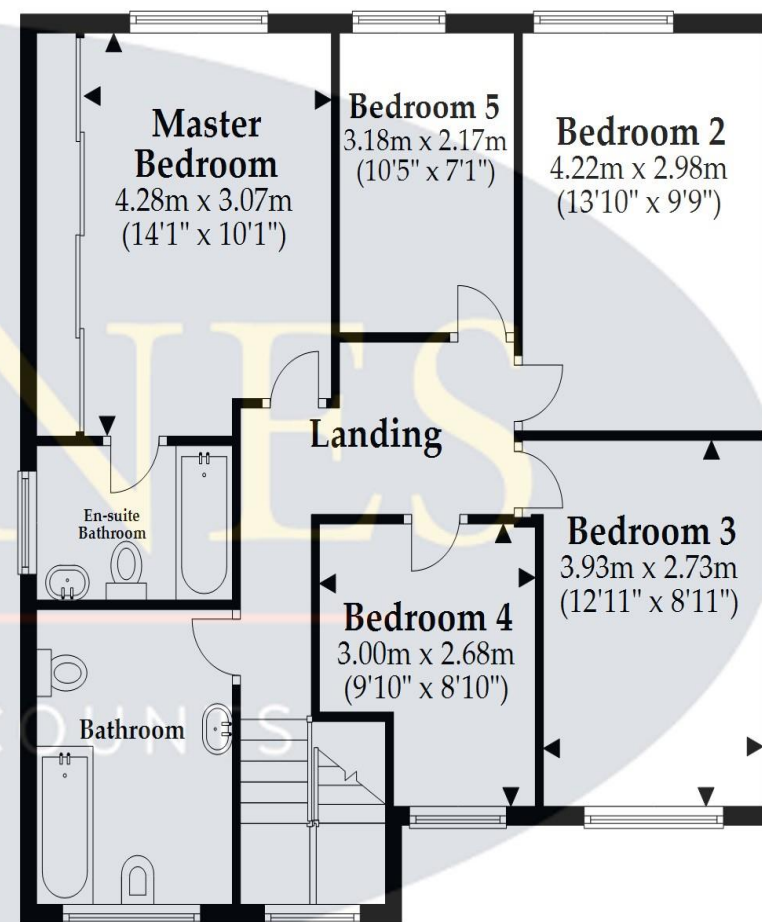 Master
Bedroom
4.28m x 3.07m
(14'1" x 10'1")
Bedroom 5
3.18m x 2.17m
(10'5" x 7'1")
Bedroom 2
4.22m x 2.98m
(13'10" x 9'9")
Landing
En-suite
Bathroom
Bedroom 3
3.93m x 2.73m
(12'11" x 8'11")
Bedroom 4
3.00m x 2.68m
(9'10" x 8'10")
Bathroom
NES
OUNTS